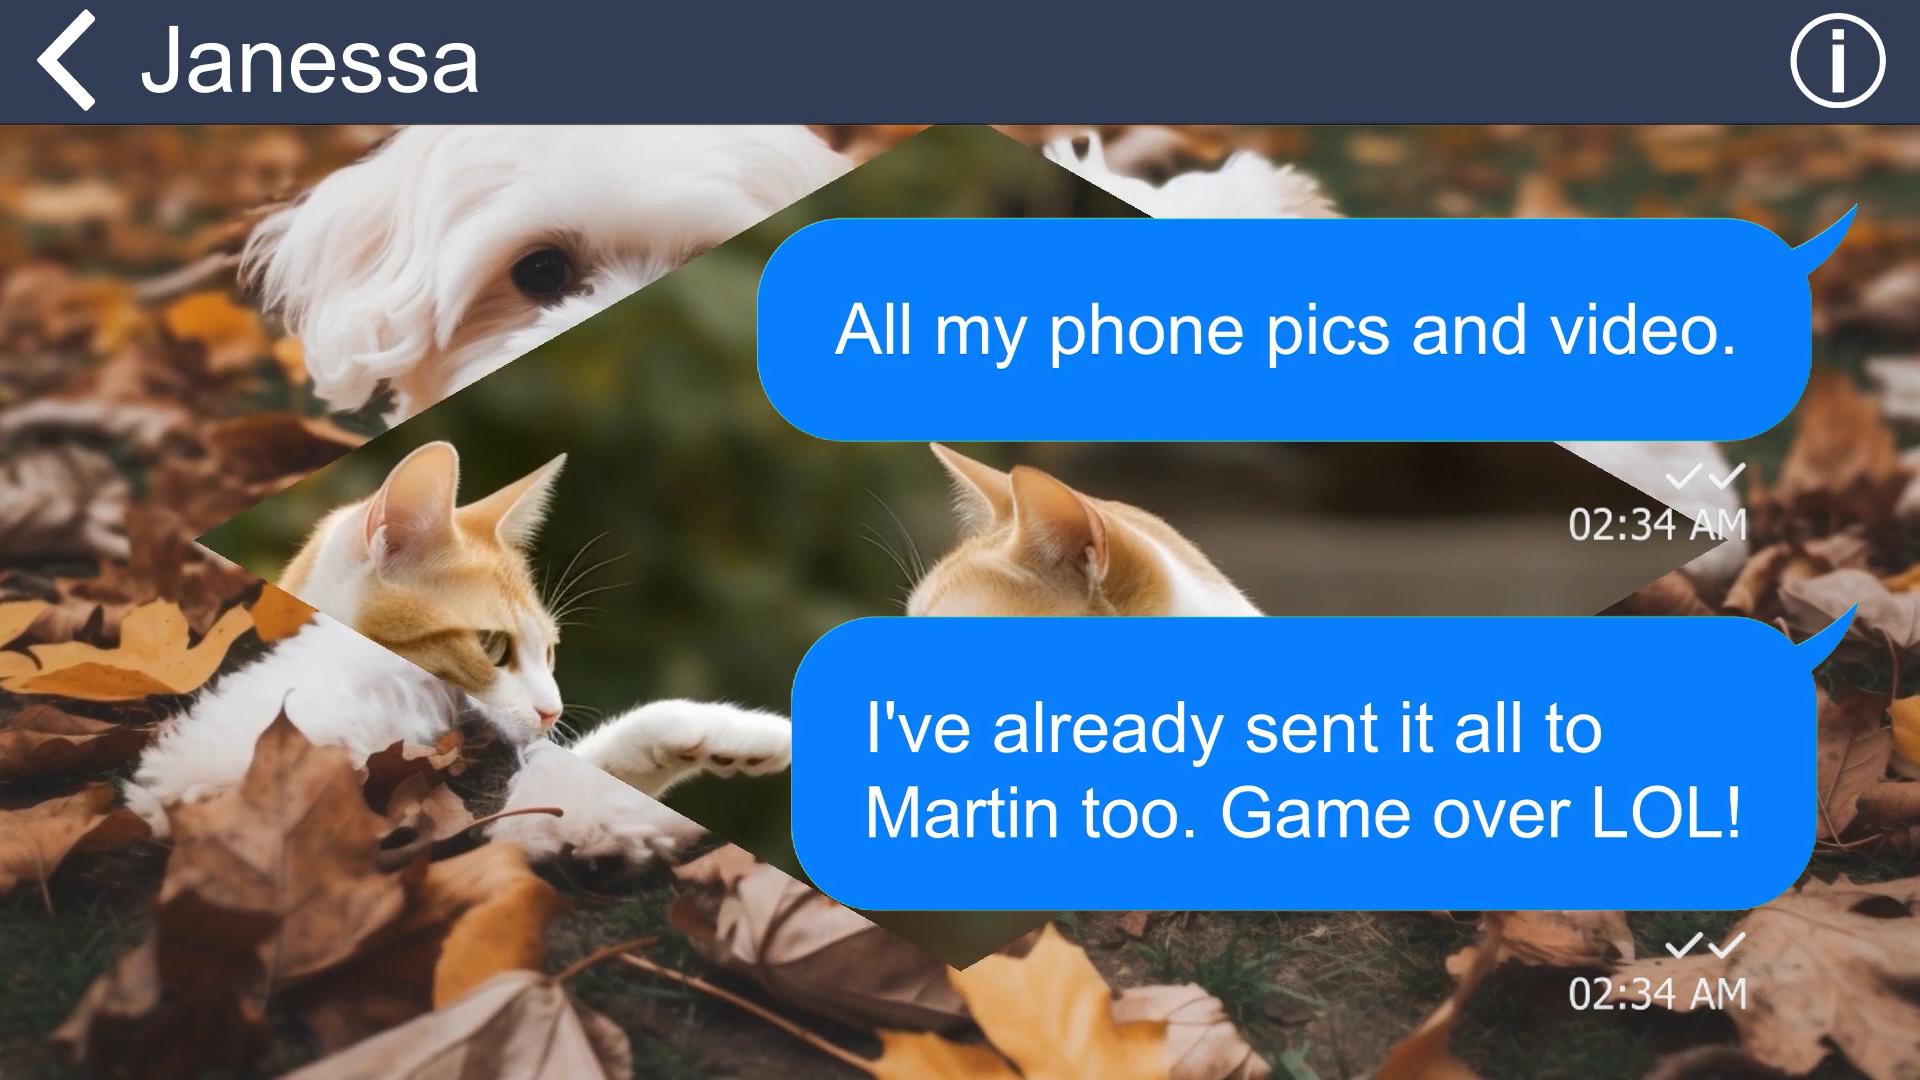 Janessa
All my phone pics and video.
02:34 AM
I've already sent it all to
Martin too. Game over LOL!
02:34 AM